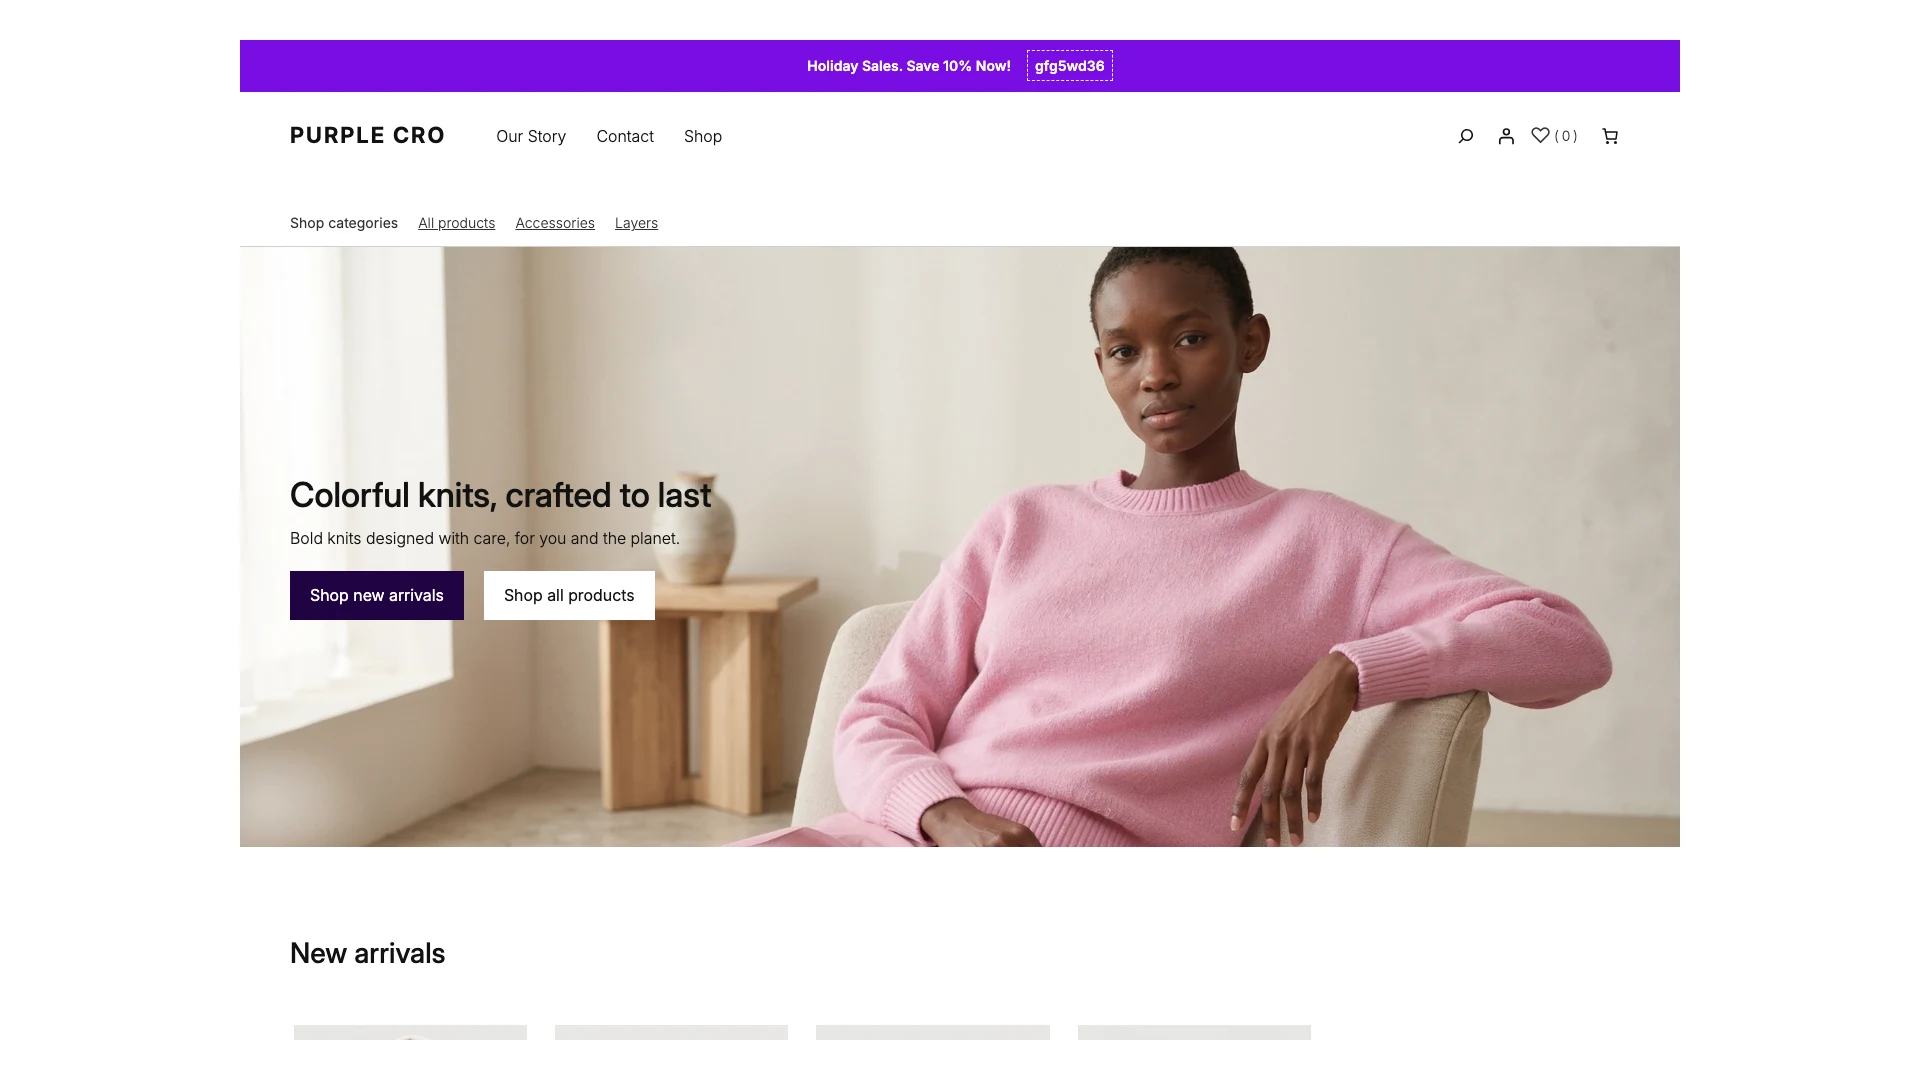 Holiday Sales. Save 10% Now! gfg5wd36
PURPLE CRO Our Story Contact Shop ( 0 )
Shop categories All products Accessories Layers
Colorful knits, crafted to last
Bold knits designed with care, for you and the planet.
Shop new arrivals Shop all products
New arrivals